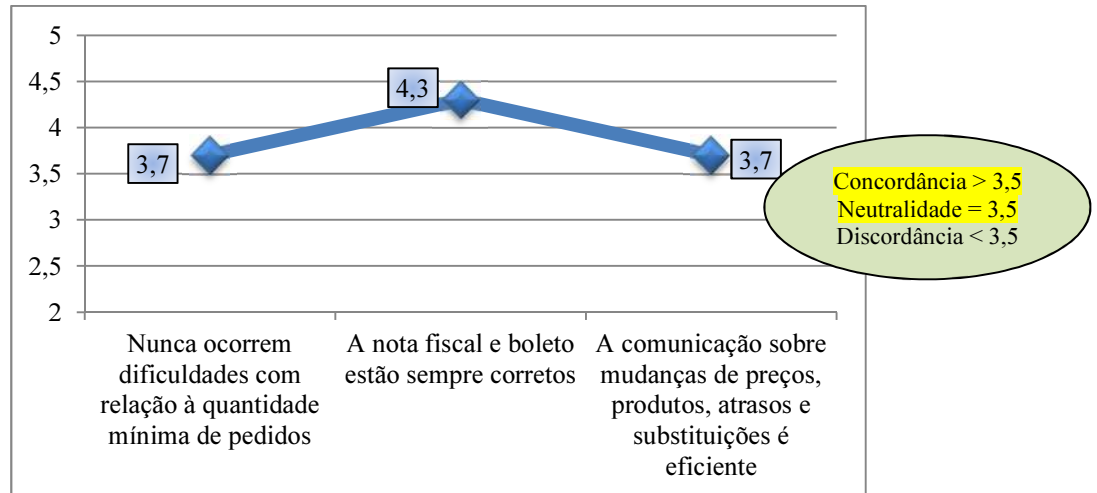 5
4,5
4
3,5
3
2,5
2
3,7
4,3
3,7
Concordância > 3,5
Neutralidade = 3,5
Discordância < 3,5
Nunca ocorrem
dificuldades com
relação à quantidade
mínima de pedidos
A nota fiscal e boleto
estão sempre corretos
A comunicação sobre
mudanças de preços,
produtos, atrasos e
substituições é
eficiente